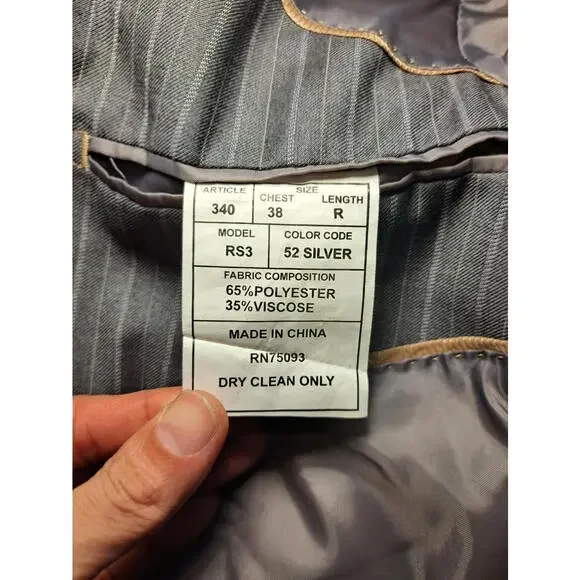 ARTICLE SIZE
CHEST LENGTH
340 38 R
MODEL COLOR CODE
RS3 52 SILVER
FABRIC COMPOSITION
65%POLYESTER
35%VISCOSE
MADE IN CHINA
RN75093
DRY CLEAN ONLY